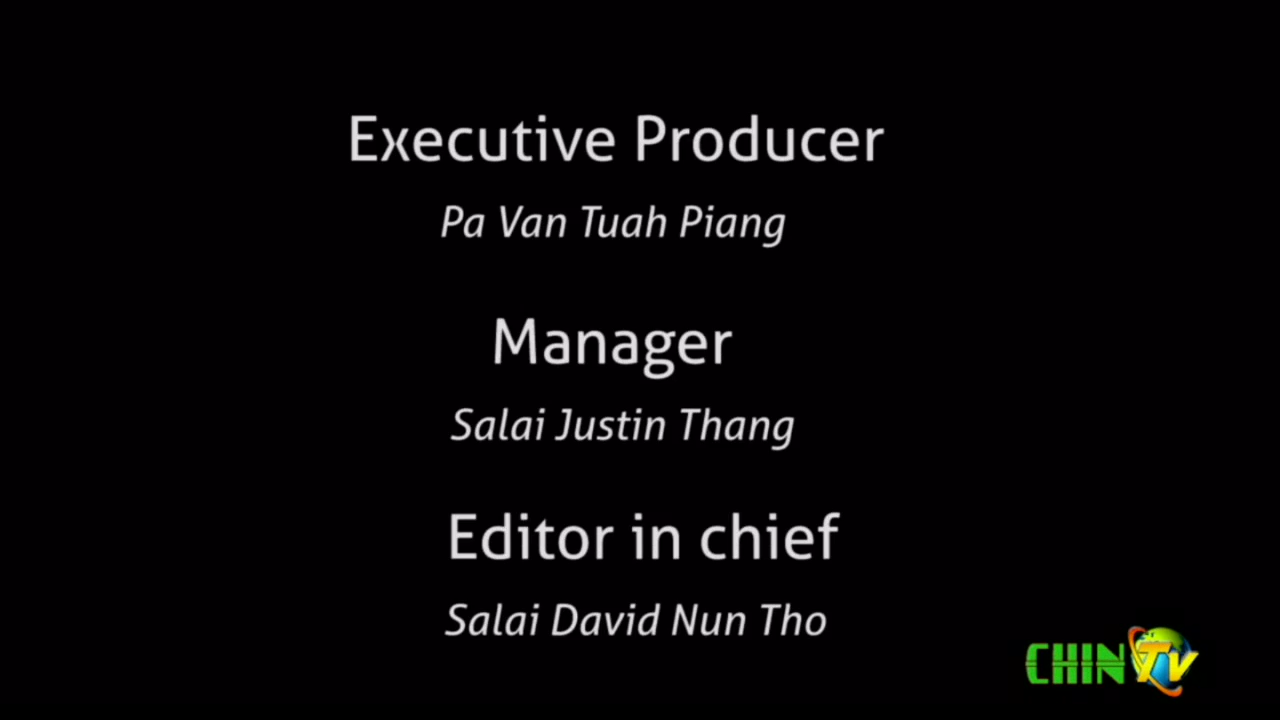 Executive Producer
Pa Van Tuah Piang
Manager
Salai Justin Thang
Editor in chief
Salai David Nun Tho
CHIN TV